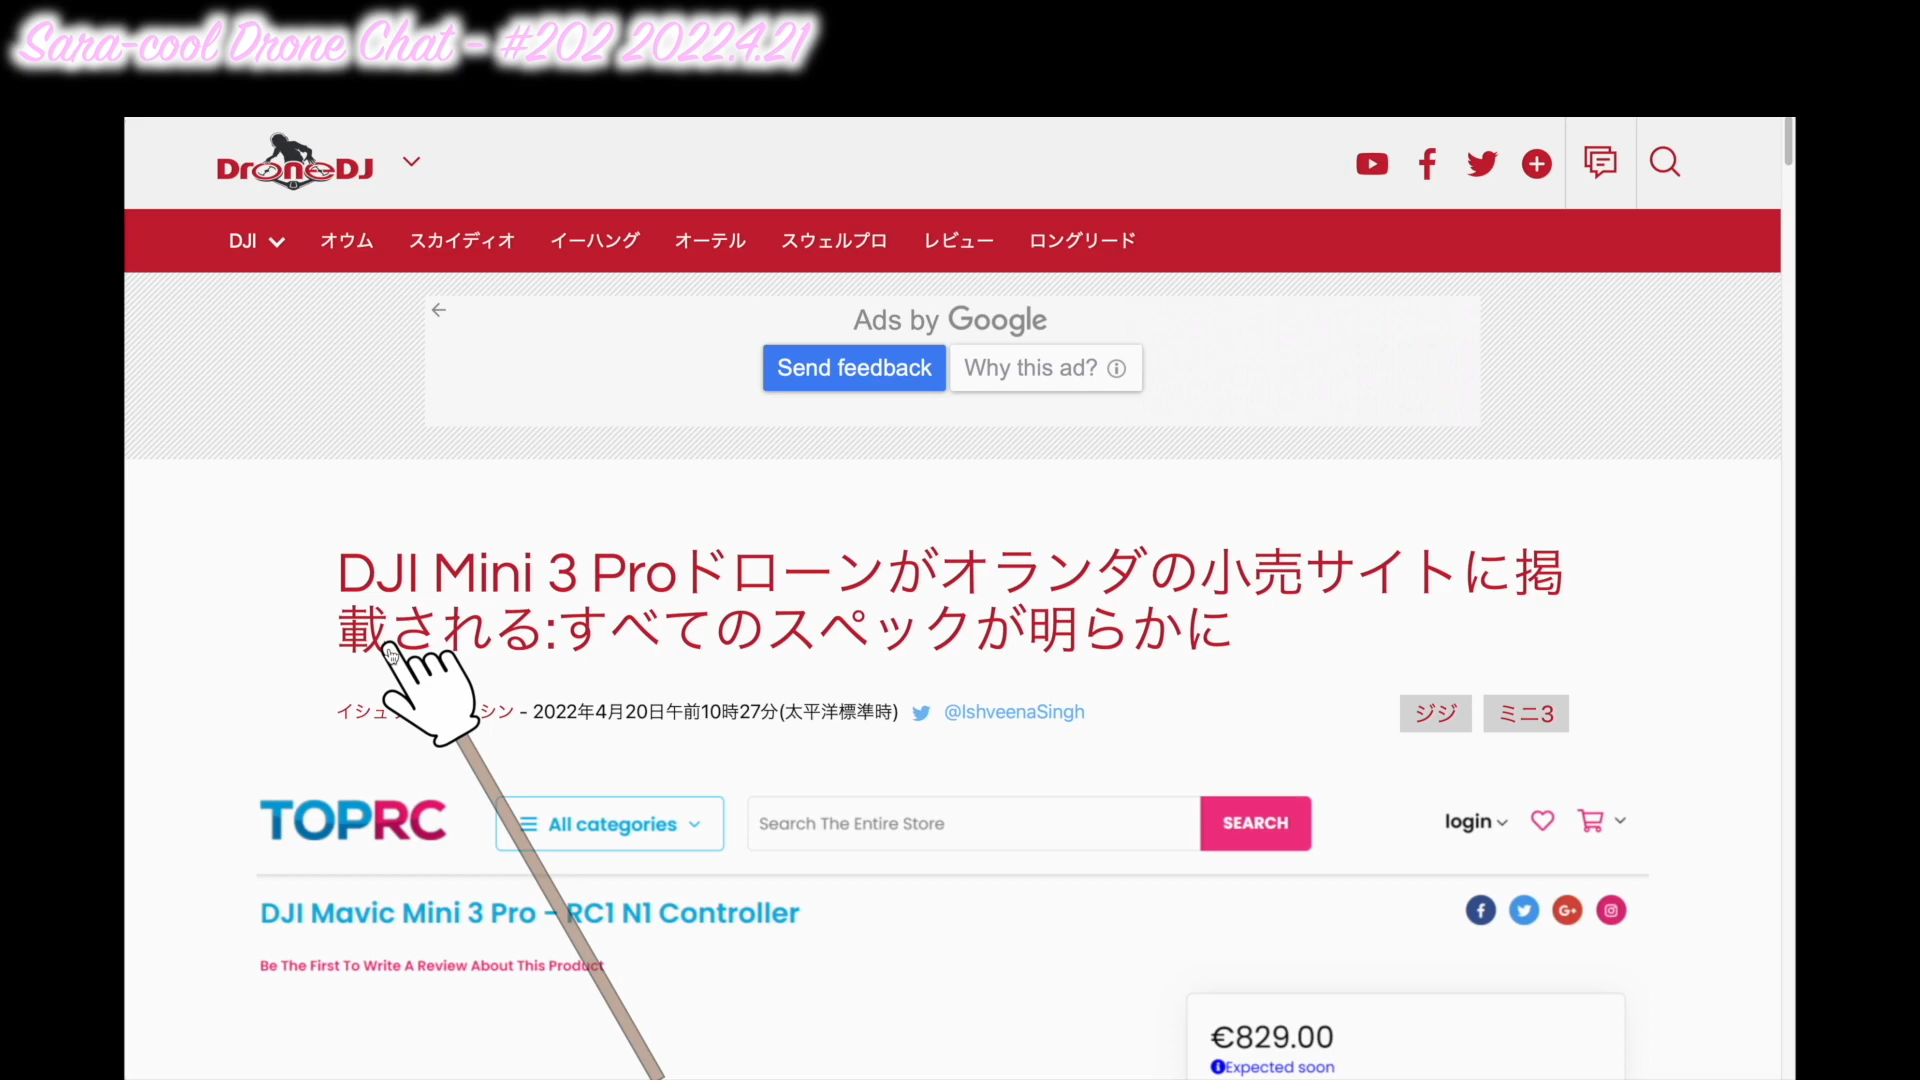 Sara-cool Drone Chat - #202 2022.4.21
DroneDJ
DJI オウム スカイディオ イーハング オーテル スウェルプロ レビュー ロングリード
Ads by Google
Send feedback Why this ad?
DJI Mini 3 Proドローンがオランダの小売サイトに掲
載される:すべてのスペックが明らかに
イシュ シン - 2022年4月20日午前10時27分(太平洋標準時) @IshveenaSingh ジジ ミニ3
TOPRC All categories Search The Entire Store SEARCH login
DJI Mavic Mini 3 Pro - RC1 N1 Controller
Be The First To Write A Review About This Product
€829.00
Expected soon